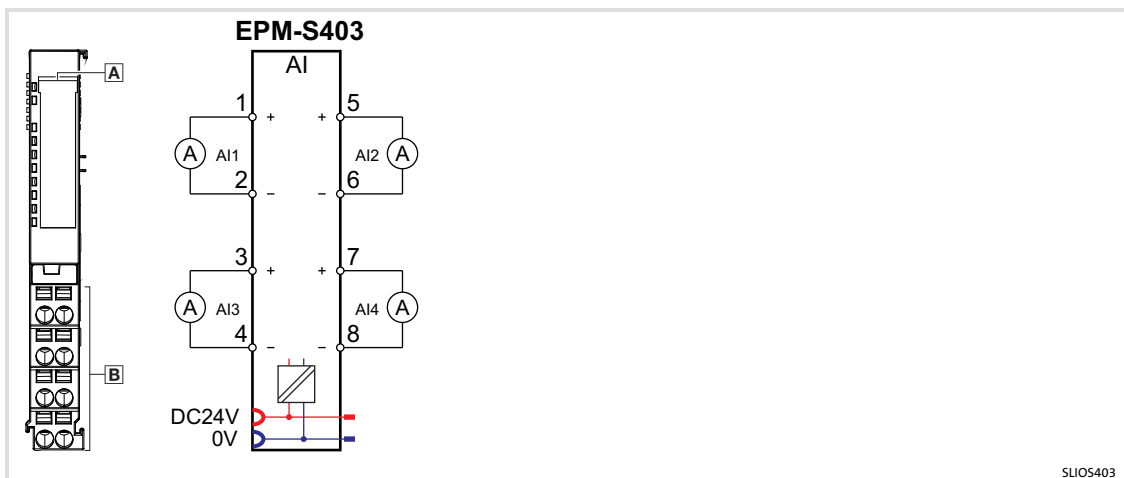 EPM-S403
AI
A
1 + + 5
A AI1 AI2 A
2 – – 6
3 + + 7
A AI3 AI4 A
4 – – 8
B
DC24V
0V
SLIOS403